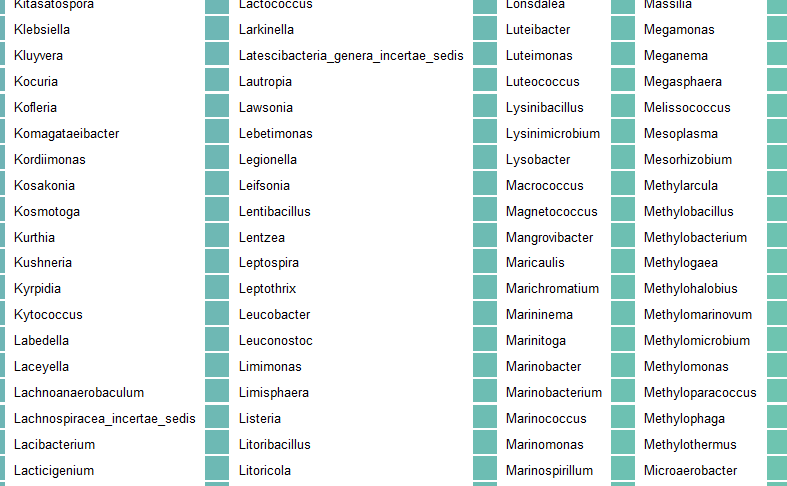 Kitasatospora
Klebsiella
Kluyvera
Kocuria
Kofleria
Komagataeibacter
Kordiimonas
Kosakonia
Kosmotoga
Kurthia
Kushneria
Kyrpidia
Kytococcus
Labedella
Laceyella
Lachnoanaerobaculum
Lachnospiracea_incertae_sedis
Lacibacterium
Lacticigenium
Lactococcus
Larkinella
Latescibacteria_genera_incertae_sedis
Lautropia
Lawsonia
Lebetimonas
Legionella
Leifsonia
Lentibacillus
Lentzea
Leptospira
Leptothrix
Leucobacter
Leuconostoc
Limimonas
Limisphaera
Listeria
Litoribacillus
Litoricola
Lonsdalea
Luteibacter
Luteimonas
Luteococcus
Lysinibacillus
Lysinimicrobium
Lysobacter
Macrococcus
Magnetococcus
Mangrovibacter
Maricaulis
Marichromatium
Marininema
Marinitoga
Marinobacter
Marinobacterium
Marinococcus
Marinomonas
Marinospirillum
Massilia
Megamonas
Meganema
Megasphaera
Melissococcus
Mesoplasma
Mesorhizobium
Methylarcula
Methylobacillus
Methylobacterium
Methylogaea
Methylohalobius
Methylomarinovum
Methylomicrobium
Methylomonas
Methyloparacoccus
Methylophaga
Methylothermus
Microaerobacter